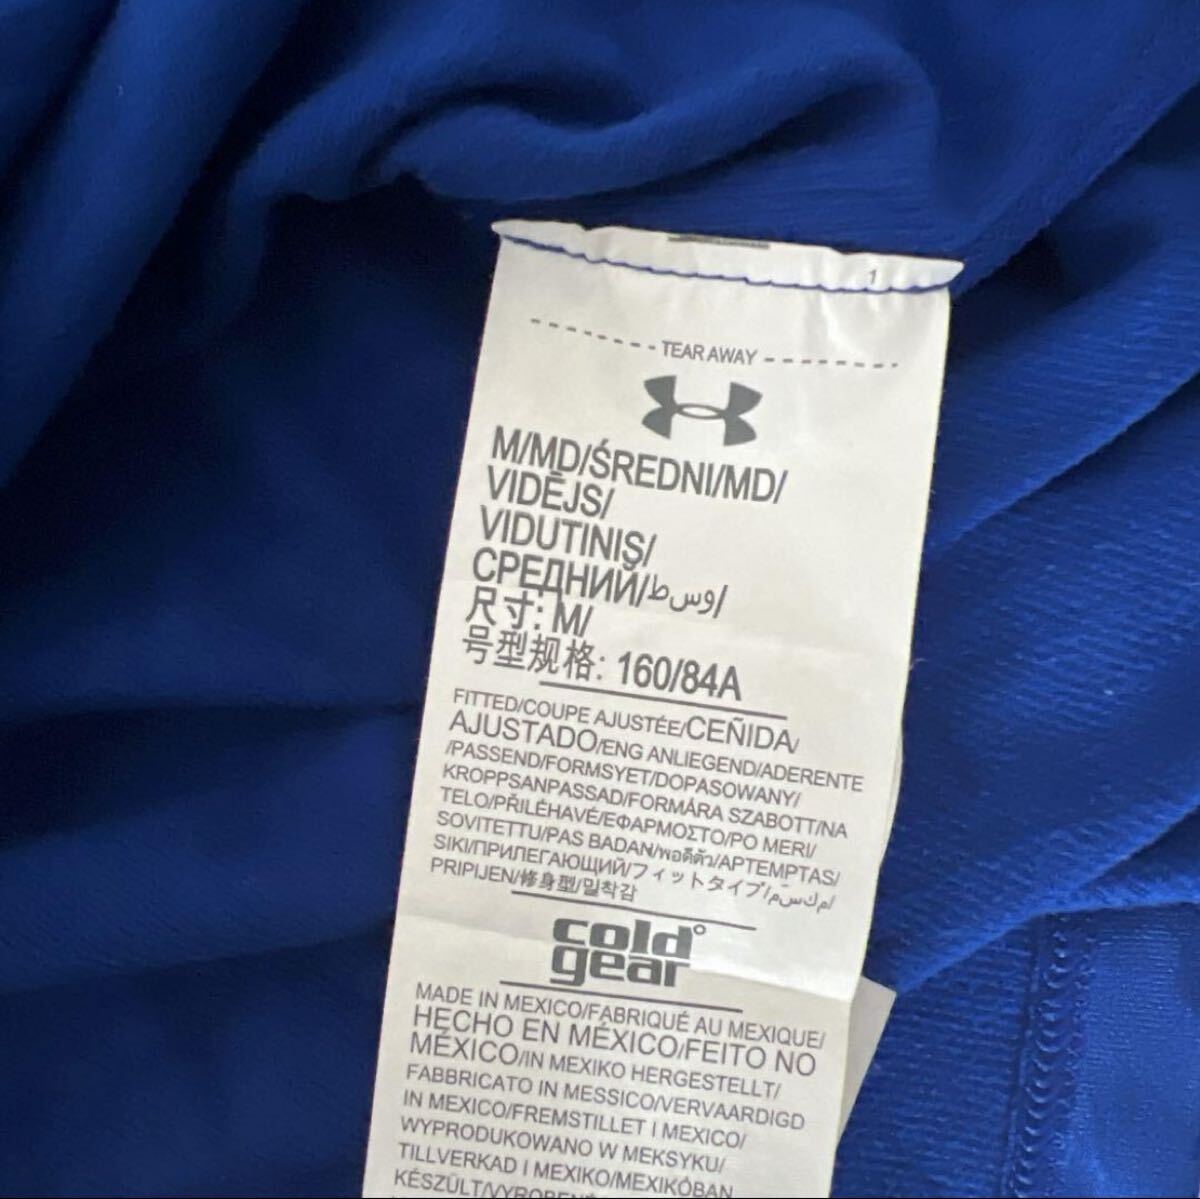 1
TEAR AWAY
M/MD/ŚREDNI/MD/
VIDĒJS/
VIDUTINIS/
СРЕДНИЙ/وسط/
尺寸: M/
号型规格: 160/84A
FITTED/COUPE AJUSTÉE/CEÑIDA/
AJUSTADO/ENG ANLIEGEND/ADERENTE
/PASSEND/FORMSYET/DOPASOWANY/
KROPPSANPASSAD/FORMÁRA SZABOTT/NA
TELO/PŘILÉHAVÉ/ΕΦΑΡΜΟΣΤΟ/PO MERI/
SOVITETTU/PAS BADAN/พอดีตัว/APTEMPTAS/
SIKI/ПРИЛЕГАЮЩИЙ/フィットタイプ/
PRIPIJEN/修身型/밀착감
cold°
gear
MADE IN MEXICO/FABRIQUÉ AU MEXIQUE/
HECHO EN MÉXICO/FEITO NO
MÉXICO/IN MEXIKO HERGESTELLT/
FABBRICATO IN MESSICO/VERVAARDIGD
IN MEXICO/FREMSTILLET I MEXICO/
WYPRODUKOWANO W MEKSYKU/
TILLVERKAD I MEXIKO/MEXIKÓBAN
KÉSZÜLT/VYROBENÉ